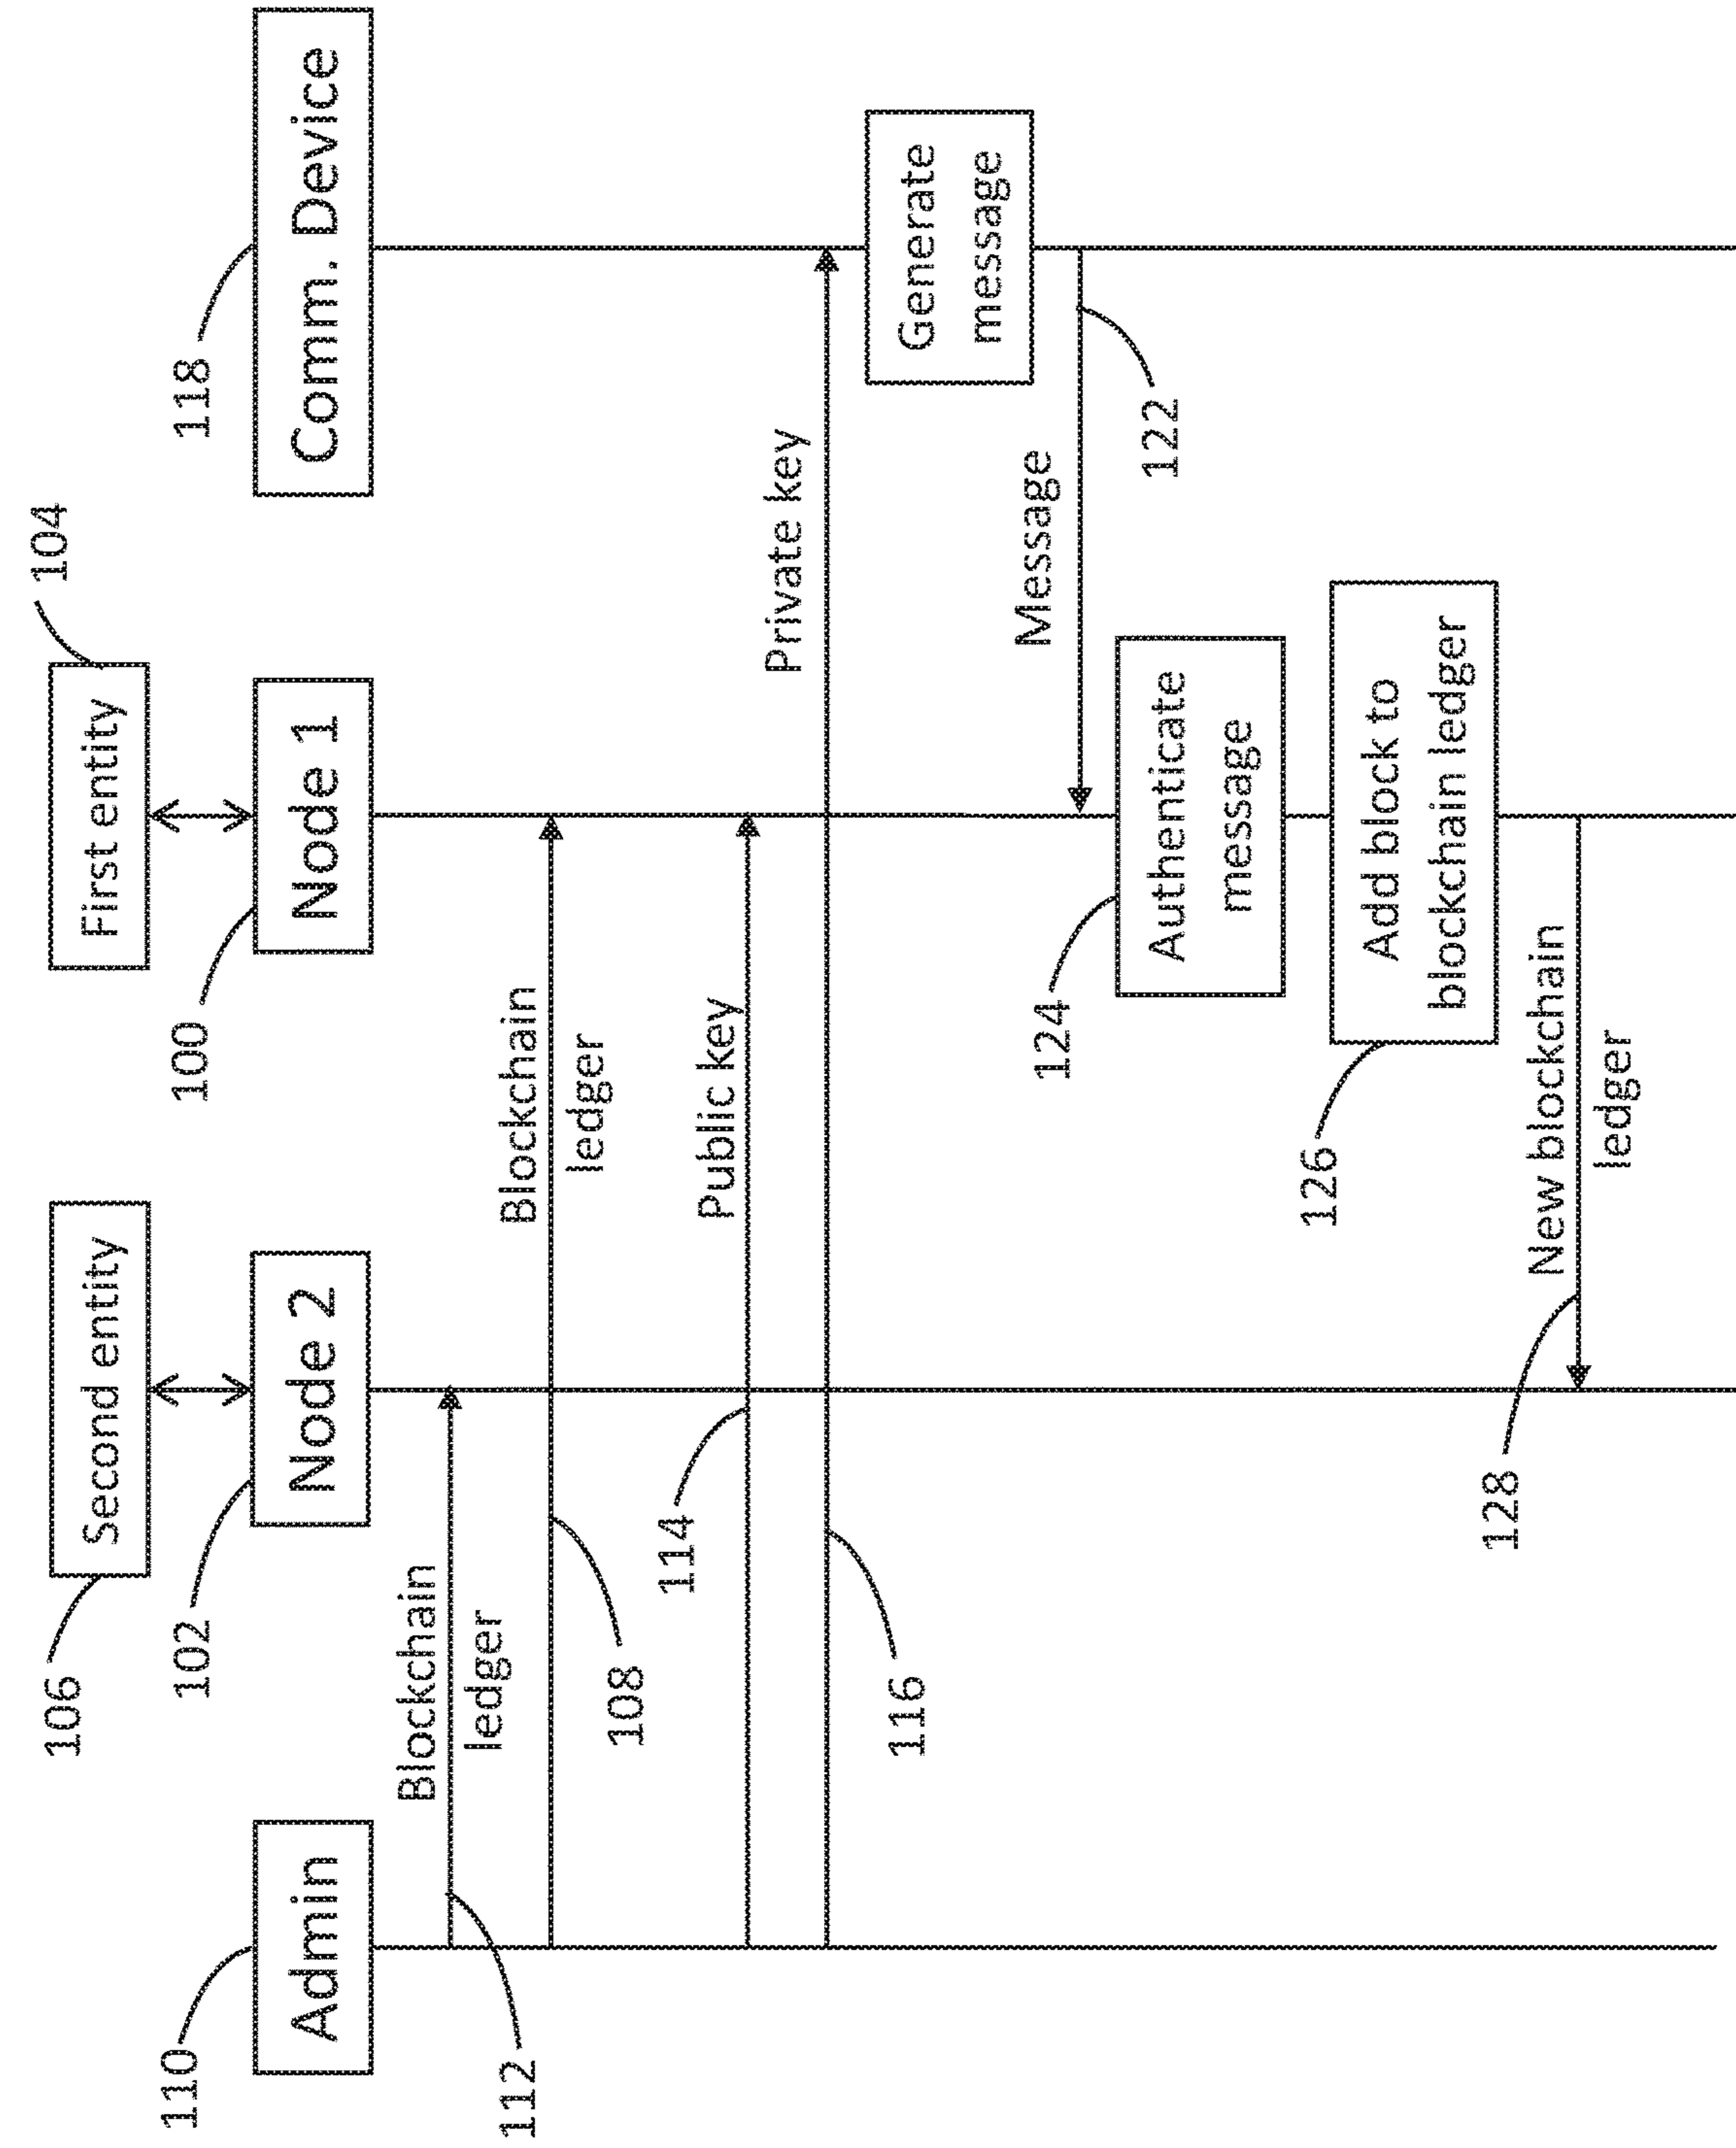 106
Second entity
First entity
104
110
Admin
102
Node 2
100
Node 1
118
Comm. Device
Blockchain
ledger
112
Blockchain
ledger
108
Public key
114
Private key
116
Generate
message
Message
122
124
Authenticate
message
126
Add block to
blockchain ledger
New blockchain
ledger
128